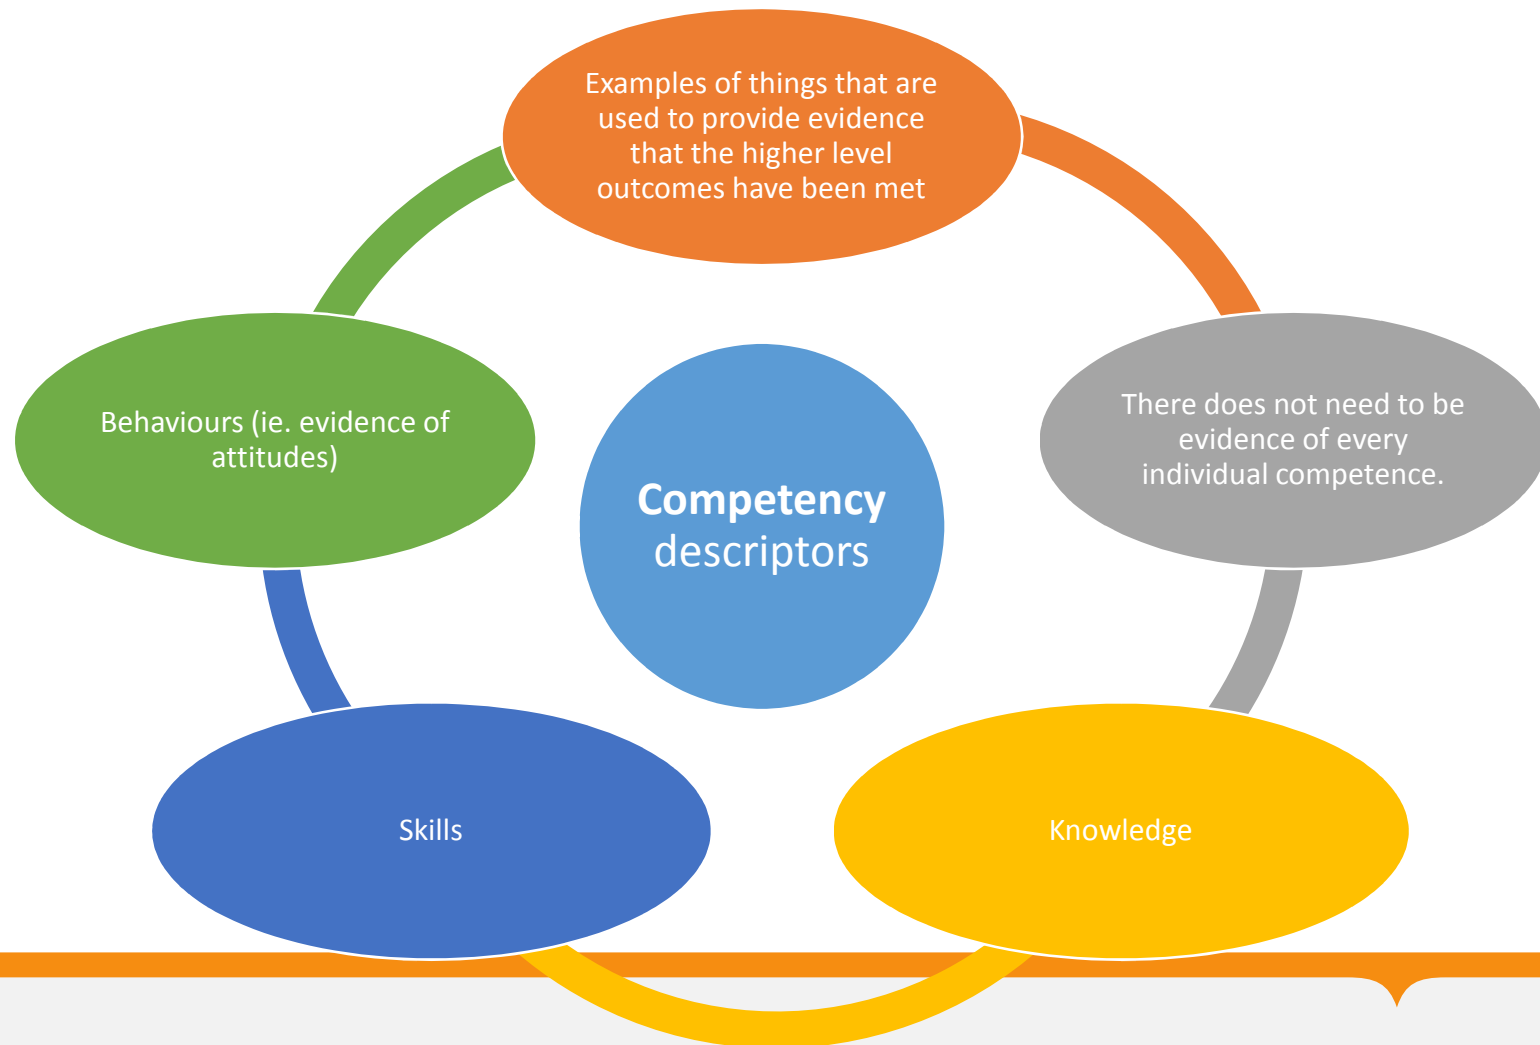 Examples of things that are
used to provide evidence
that the higher level
outcomes have been met
There does not need to be
evidence of every
individual competence.
Knowledge
Skills
Behaviours (ie. evidence of
attitudes)
Competency
descriptors